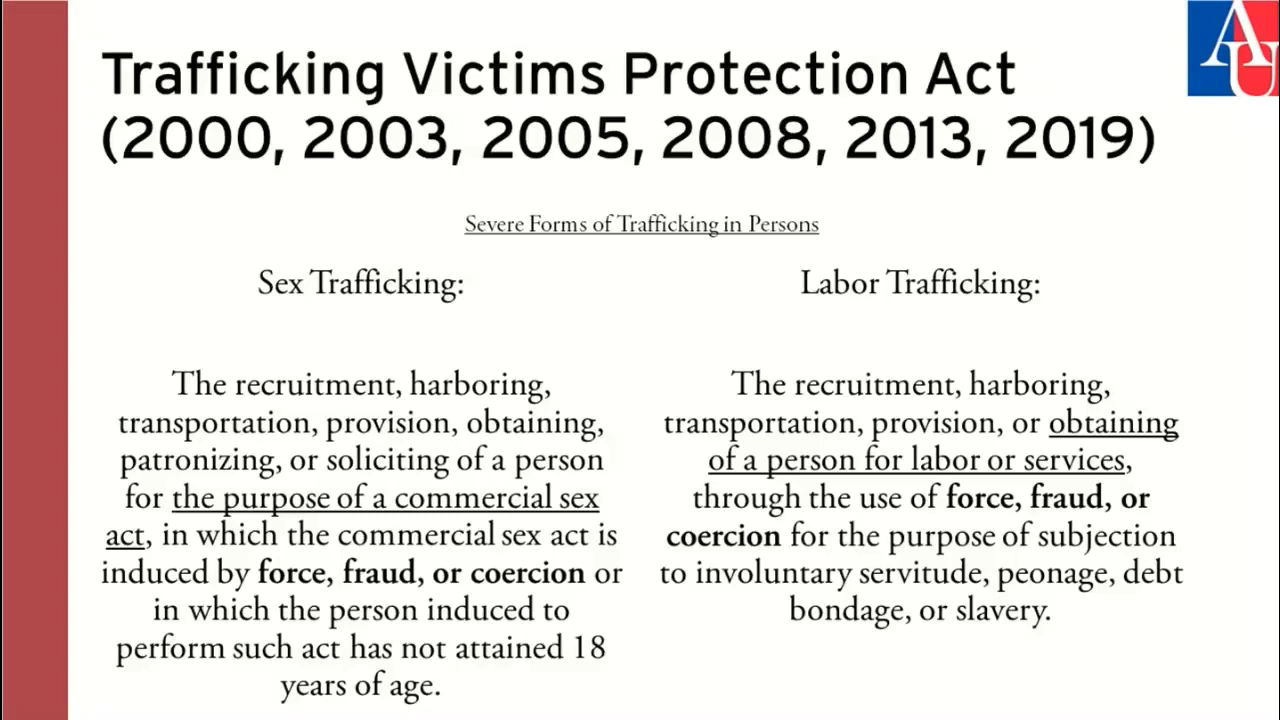 Trafficking Victims Protection Act
(2000, 2003, 2005, 2008, 2013, 2019)
AU
Severe Forms of Trafficking in Persons
Sex Trafficking:
The recruitment, harboring,
transportation, provision, obtaining,
patronizing, or soliciting of a person
for the purpose of a commercial sex
act, in which the commercial sex act is
induced by force, fraud, or coercion or
in which the person induced to
perform such act has not attained 18
years of age.
Labor Trafficking:
The recruitment, harboring,
transportation, provision, or obtaining
of a person for labor or services,
through the use of force, fraud, or
coercion for the purpose of subjection
to involuntary servitude, peonage, debt
bondage, or slavery.